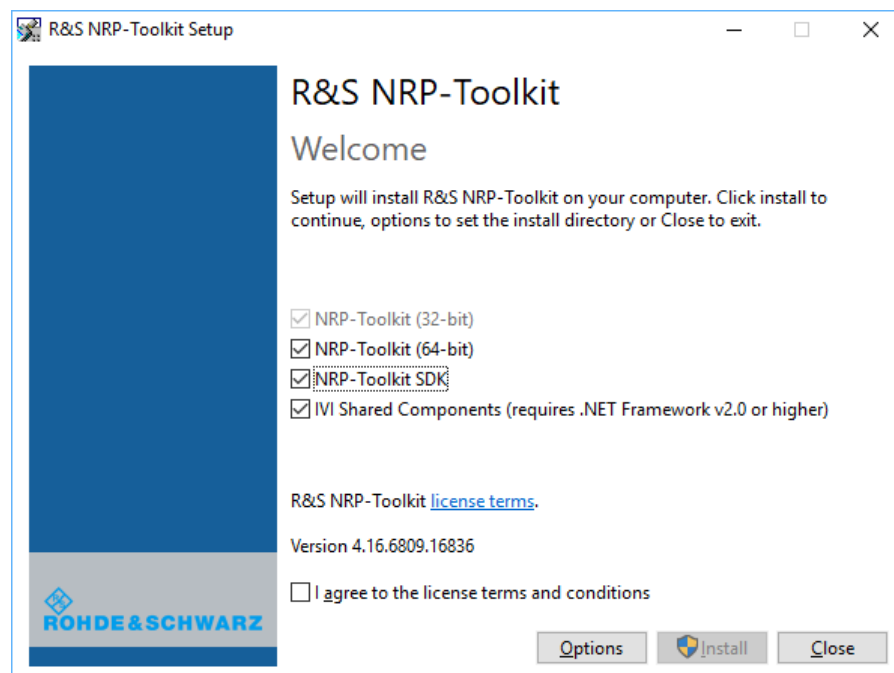 R&S NRP-Toolkit Setup
R&S NRP-Toolkit
Welcome
Setup will install R&S NRP-Toolkit on your computer. Click install to
continue, options to set the install directory or Close to exit.
NRP-Toolkit (32-bit)
NRP-Toolkit (64-bit)
NRP-Toolkit SDK
IVI Shared Components (requires .NET Framework v2.0 or higher)
R&S NRP-Toolkit license terms.
Version 4.16.6809.16836
I agree to the license terms and conditions
ROHDE&SCHWARZ
Options
Install
Close